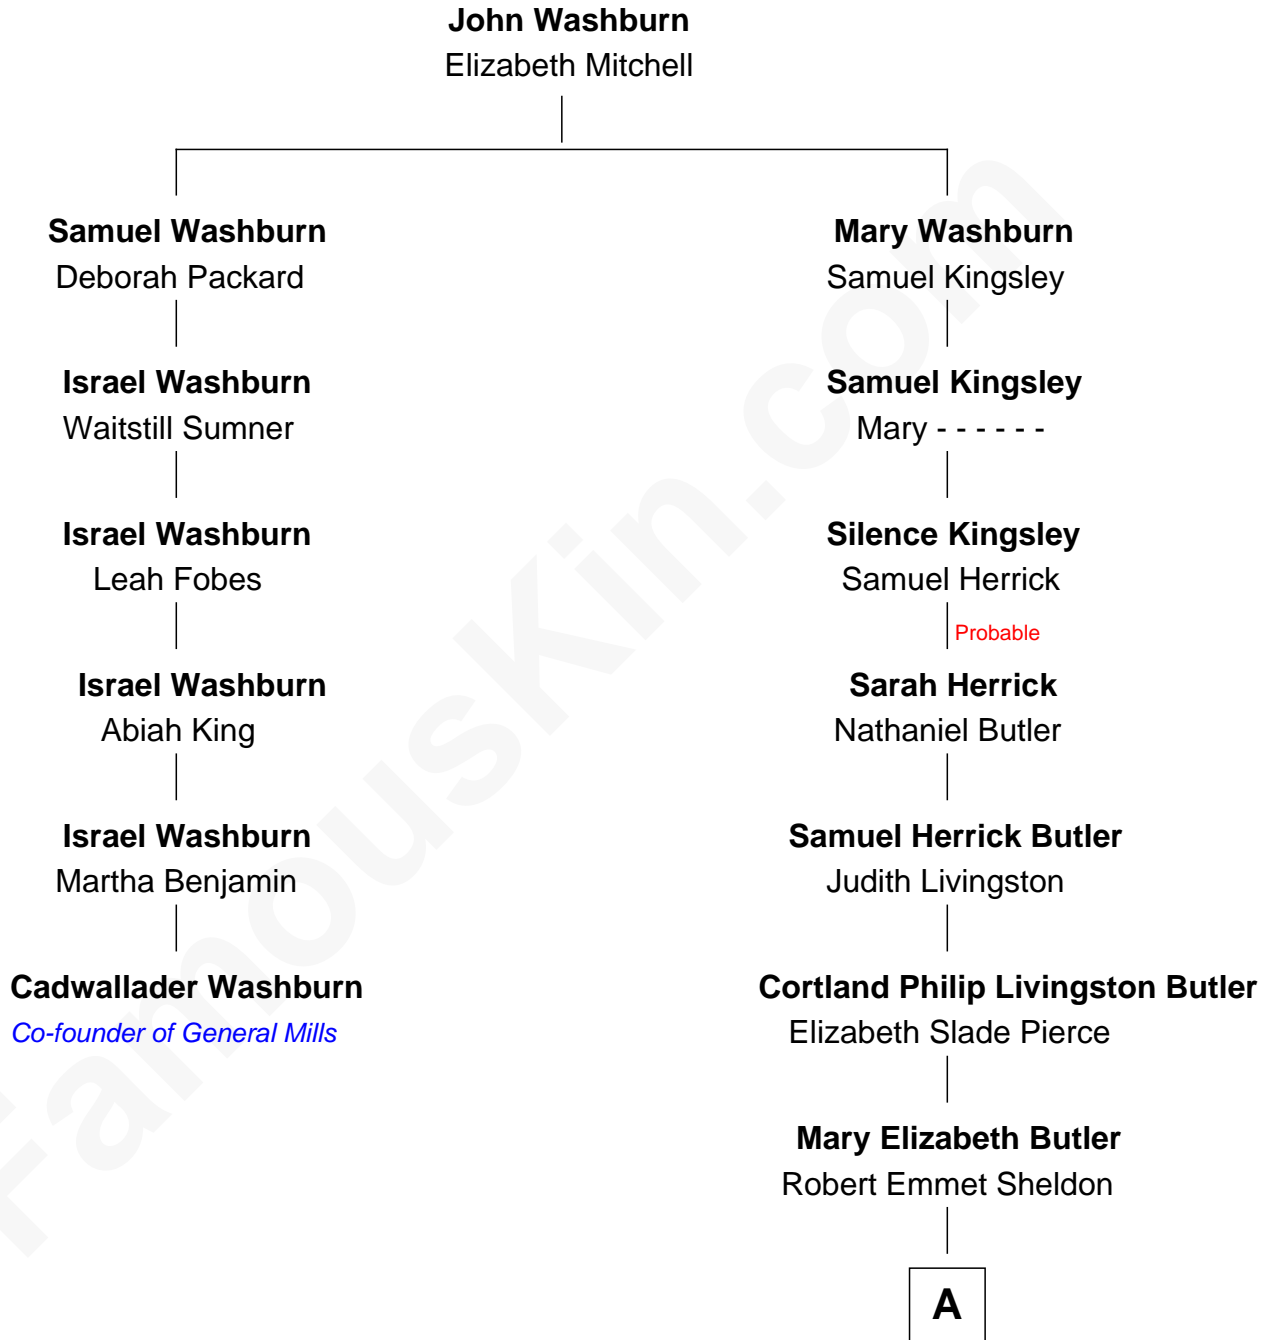 John Washburn
Elizabeth Mitchell
Samuel Washburn
Deborah Packard
Mary Washburn
Samuel Kingsley
Israel Washburn
Waitstill Sumner
Samuel Kingsley
Mary - - - - - -
Israel Washburn
Leah Fobes
Silence Kingsley
Samuel Herrick
Probable
Israel Washburn
Abiah King
Sarah Herrick
Nathaniel Butler
Israel Washburn
Martha Benjamin
Samuel Herrick Butler
Judith Livingston
Cadwallader Washburn
Co-founder of General Mills
Cortland Philip Livingston Butler
Elizabeth Slade Pierce
Mary Elizabeth Butler
Robert Emmet Sheldon
A
FamousKin.com